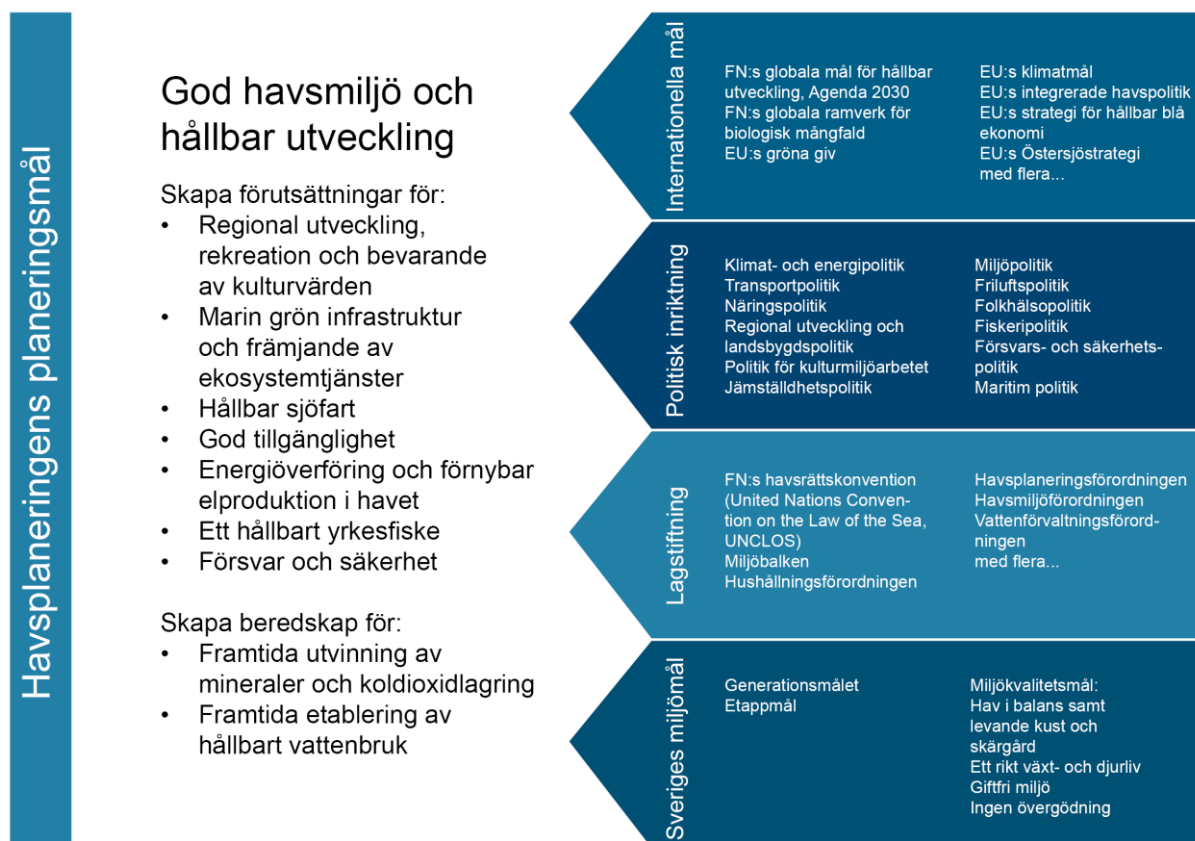 Havsplaneringens planeringsmål
God havsmiljö och
hållbar utveckling
Skapa förutsättningar för:
• Regional utveckling,
rekreation och bevarande
av kulturvärden
• Marin grön infrastruktur
och främjande av
ekosystemtjänster
• Hållbar sjöfart
• God tillgänglighet
• Energiöverföring och förnybar
elproduktion i havet
• Ett hållbart yrkesfiske
• Försvar och säkerhet
Skapa beredskap för:
• Framtida utvinning av
mineraler och koldioxidlagring
• Framtida etablering av
hållbart vattenbruk
Internationella mål
FN:s globala mål för hållbar
utveckling, Agenda 2030
FN:s globala ramverk för
biologisk mångfald
EU:s gröna giv
EU:s klimatmål
EU:s integrerade havspolitik
EU:s strategi för hållbar blå
ekonomi
EU:s Östersjöstrategi
med flera...
Politisk inriktning
Klimat- och energipolitik
Transportpolitik
Näringspolitik
Regional utveckling och
landsbygdspolitik
Politik för kulturmiljöarbetet
Jämställdhetspolitik
Miljöpolitik
Friluftspolitik
Folkhälsopolitik
Fiskeripolitik
Försvars- och säkerhets-
politik
Maritim politik
Lagstiftning
FN:s havsrättskonvention
(United Nations Conven-
tion on the Law of the Sea,
UNCLOS)
Miljöbalken
Hushållningsförordningen
Havsplaneringsförordningen
Havsmiljöförordningen
Vattenförvaltningsförord-
ningen
med flera...
Sveriges miljömål
Generationsmålet
Etappmål
Miljökvalitetsmål:
Hav i balans samt
levande kust och
skärgård
Ett rikt växt- och djurliv
Giftfri miljö
Ingen övergödning